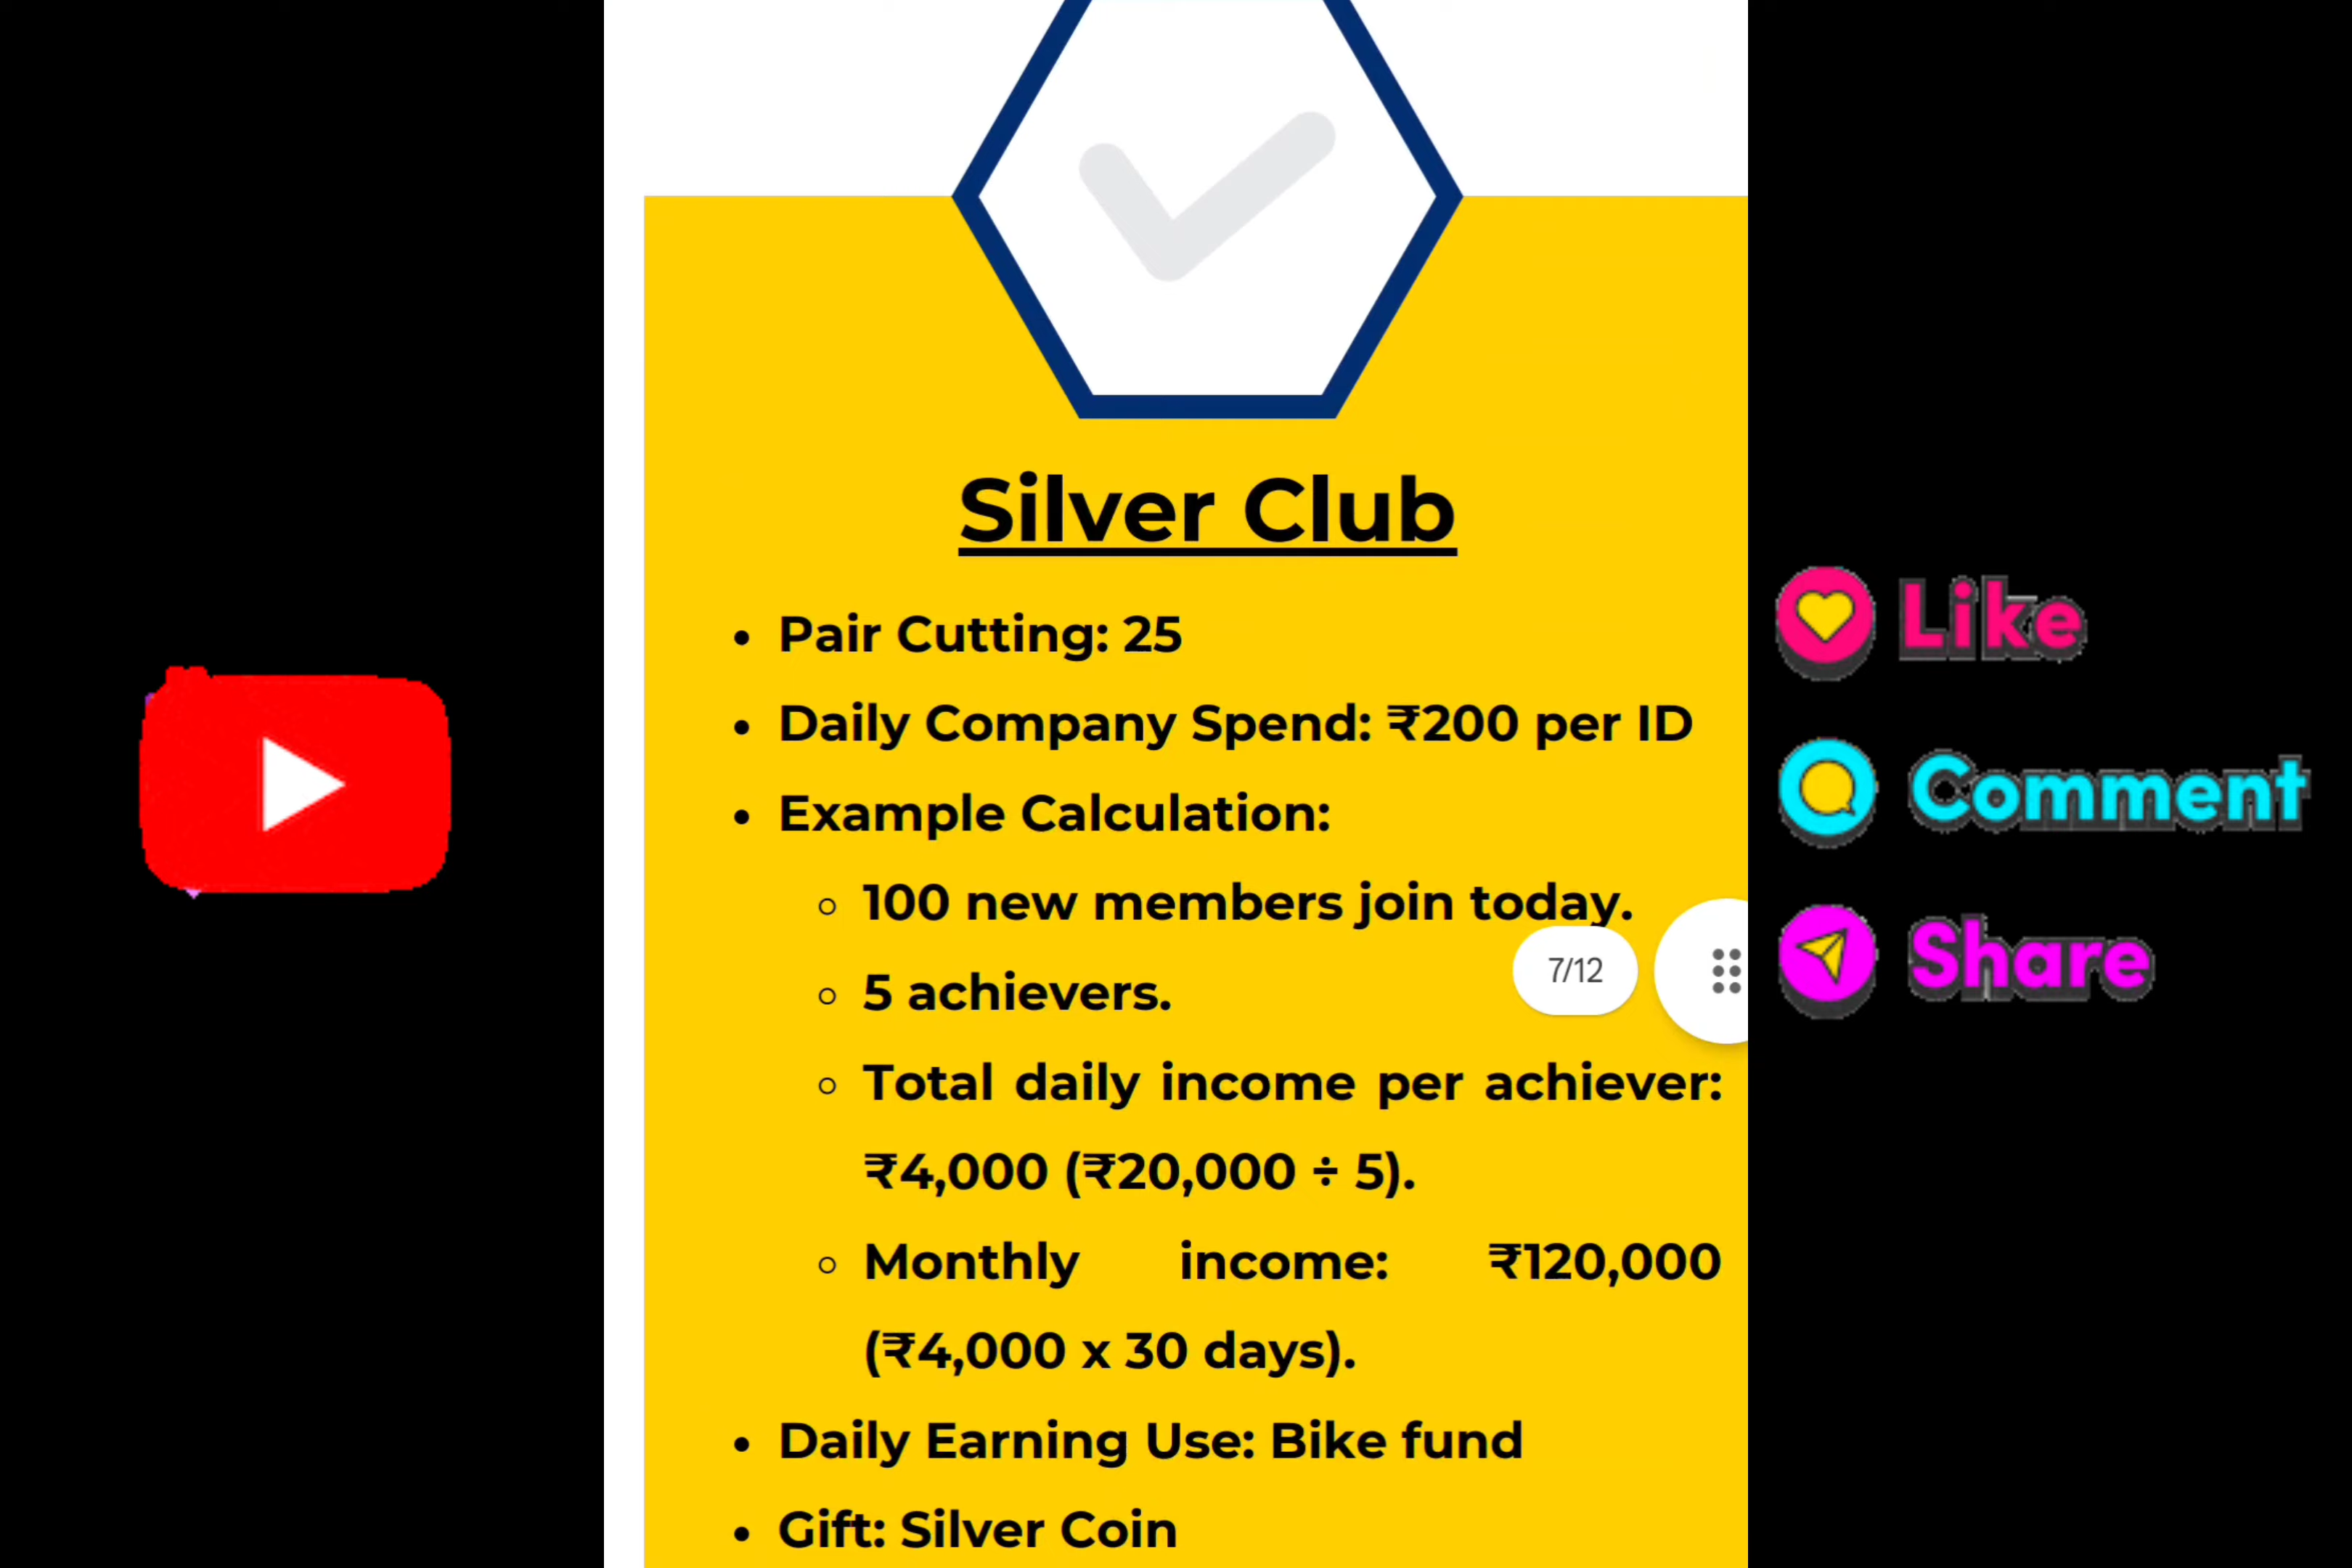 Silver Club
• Pair Cutting: 25
• Daily Company Spend: ₹200 per ID
• Example Calculation:
○ 100 new members join today.
○ 5 achievers.
○ Total daily income per achiever:
₹4,000 (₹20,000 ÷ 5).
○ Monthly income: ₹120,000
(₹4,000 x 30 days).
• Daily Earning Use: Bike fund
• Gift: Silver Coin
7/12
Like
Comment
Share